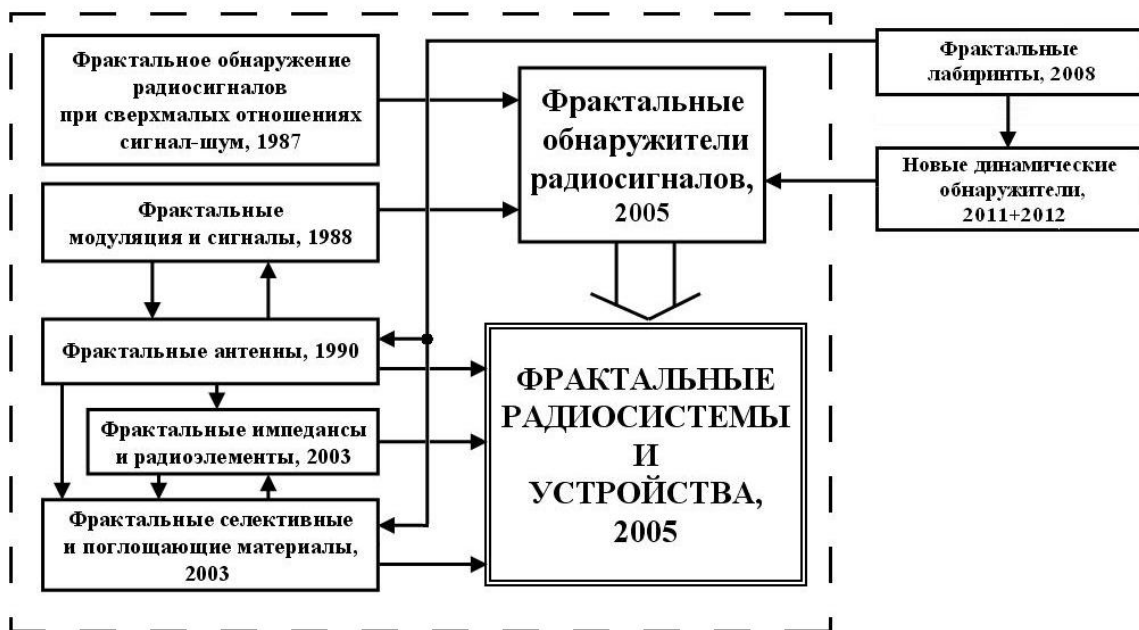 Фрактальное обнаружение
радиосигналов
при сверхмалых отношениях
сигнал-шум, 1987
Фрактальные
модуляция и сигналы, 1988
Фрактальные антенны, 1990
Фрактальные импедансы
и радиоэлементы, 2003
Фрактальные селективные
и поглощающие материалы,
2003
Фрактальные
обнаружители
радиосигналов,
2005
ФРАКТАЛЬНЫЕ
РАДИОСИСТЕМЫ
И
УСТРОЙСТВА,
2005
Фрактальные
лабиринты, 2008
Новые динамические
обнаружители,
2011+2012